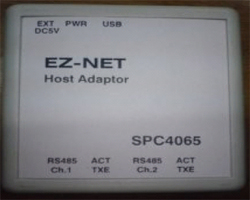 EXT PWR USB
DC5V
EZ-NET
Host Adaptor
SPC4065
RS485 ACT RS485 ACT
Ch.1 TXE Ch.2 TXE